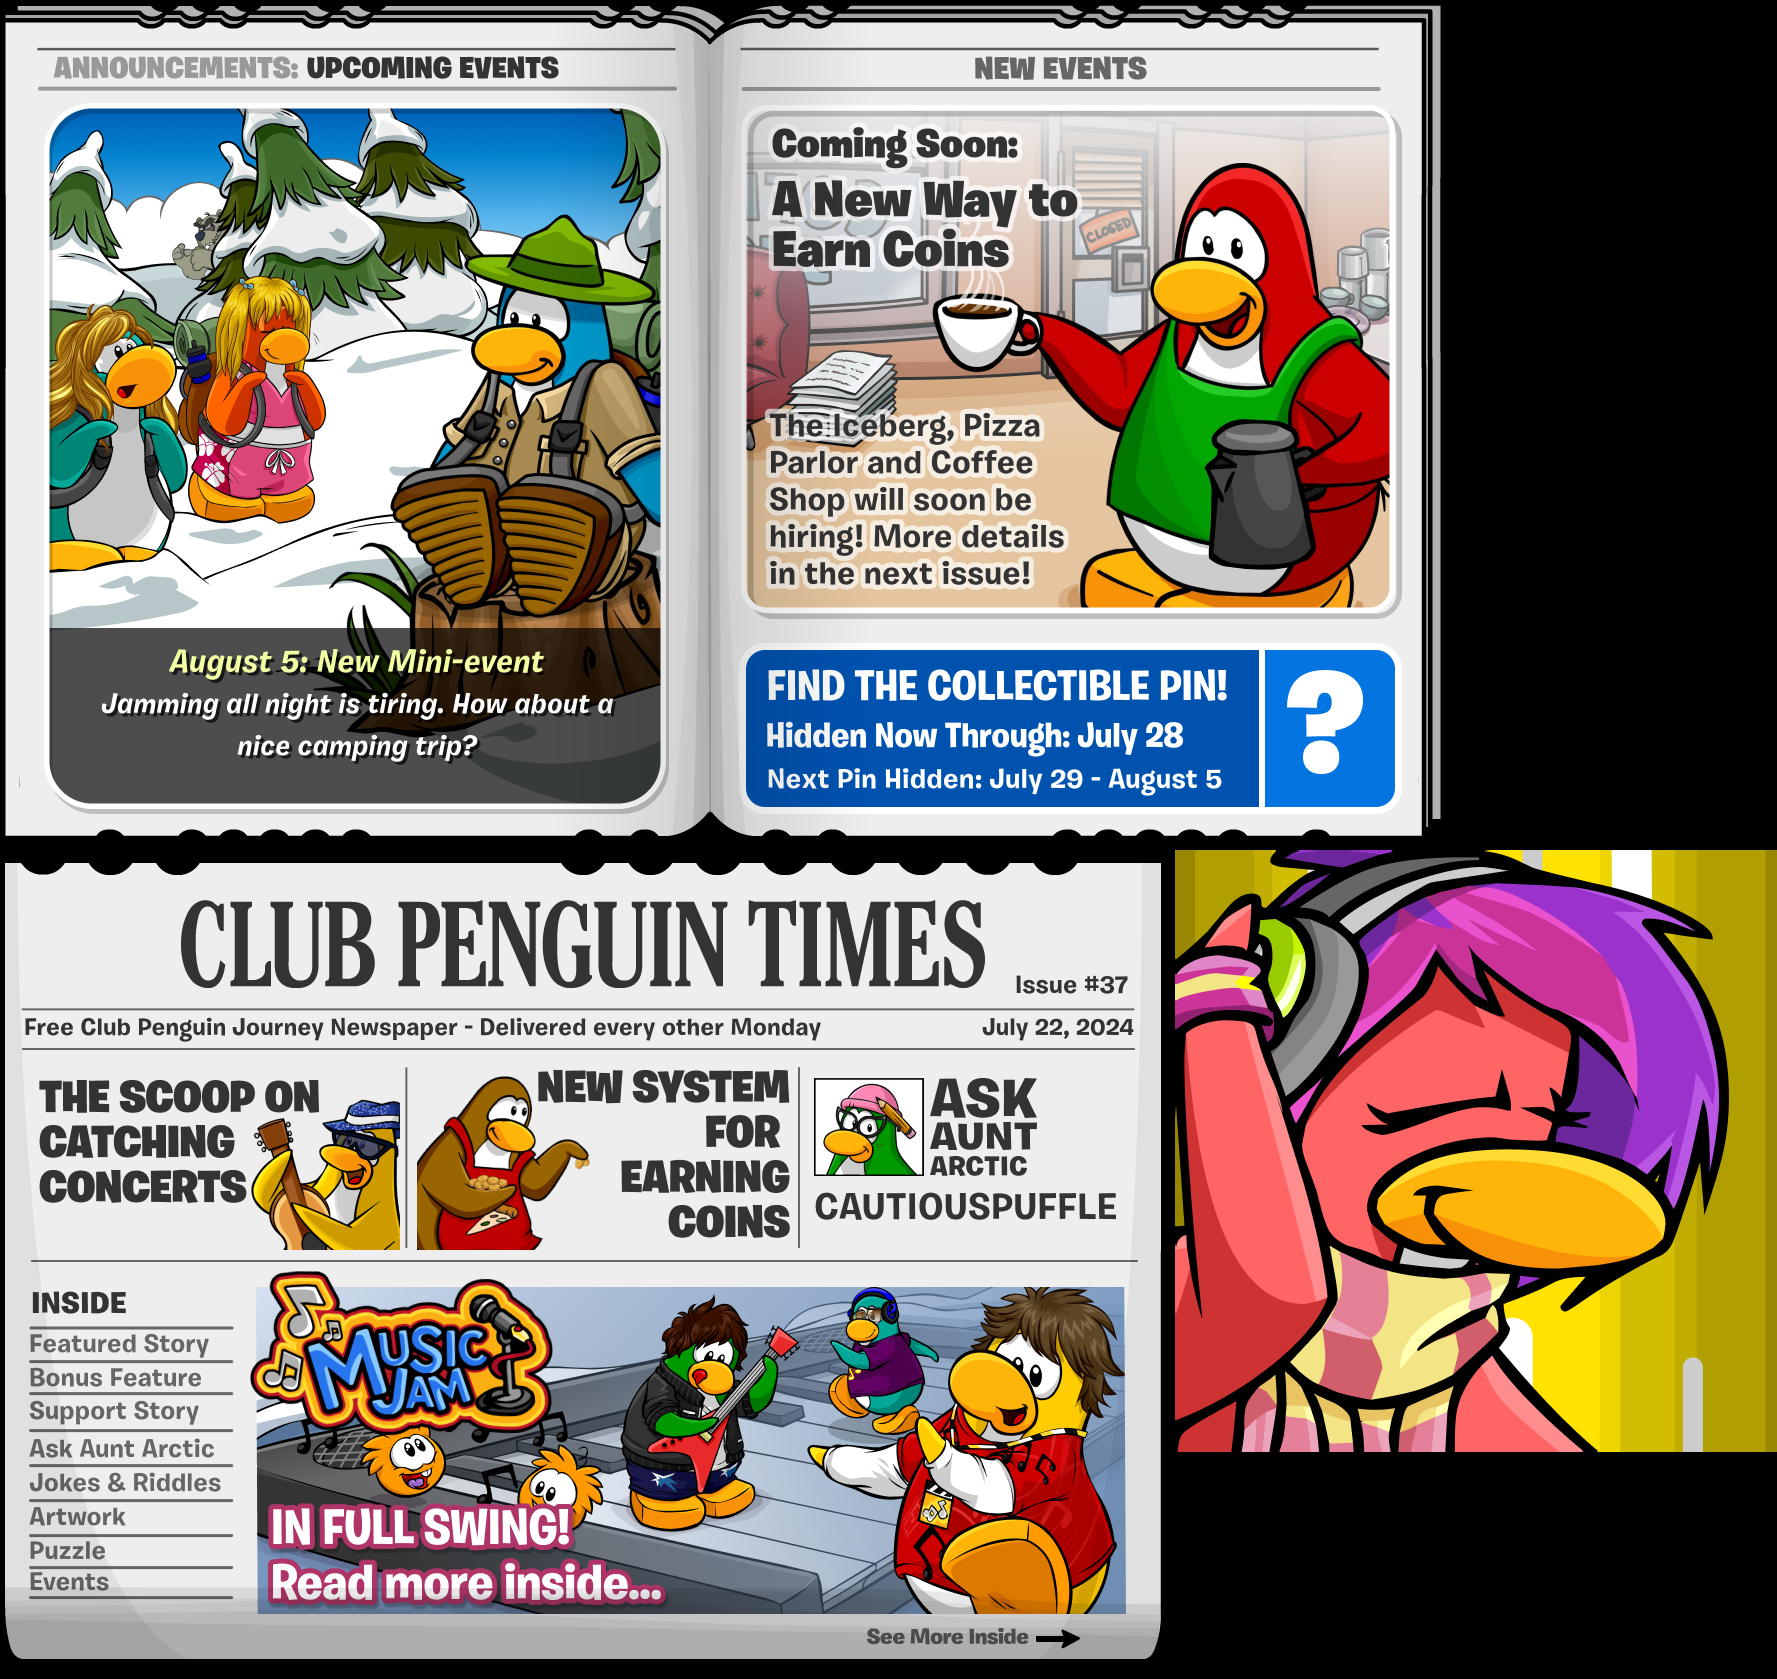 ANNOUNCEMENTS: UPCOMING EVENTS
August 5: New Mini-event
Jamming all night is tiring. How about a
nice camping trip?
NEW EVENTS
Coming Soon:
A New Way to
Earn Coins
CLOSED
The Iceberg, Pizza
Parlor and Coffee
Shop will soon be
hiring! More details
in the next issue!
FIND THE COLLECTIBLE PIN!
Hidden Now Through: July 28
Next Pin Hidden: July 29 - August 5
?
CLUB PENGUIN TIMES
Issue #37
Free Club Penguin Journey Newspaper - Delivered every other Monday
July 22, 2024
THE SCOOP ON
CATCHING
CONCERTS
NEW SYSTEM
FOR
EARNING
COINS
ASK
AUNT
ARCTIC
CAUTIOUSPUFFLE
INSIDE
Featured Story
Bonus Feature
Support Story
Ask Aunt Arctic
Jokes & Riddles
Artwork
Puzzle
Events
MUSIC
JAM
IN FULL SWING!
Read more inside...
See More Inside